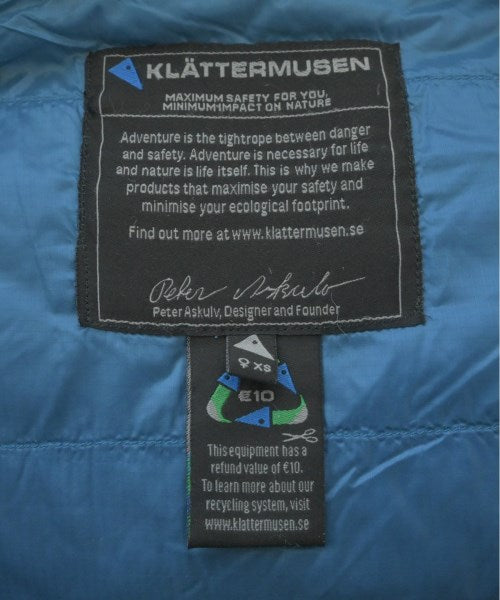 KLÄTTERMUSEN
MAXIMUM SAFETY FOR YOU,
MINIMUM IMPACT ON NATURE
Adventure is the tightrope between danger
and safety. Adventure is necessary for life
and nature is life itself. This is why we make
products that maximise your safety and
minimise your ecological footprint.
Find out more at www.klattermusen.se
Peter Askulv
Peter Askulv, Designer and Founder
♀ XS
€10
This equipment has a
refund value of €10.
To learn more about our
recycling system, visit
www.klattermusen.se